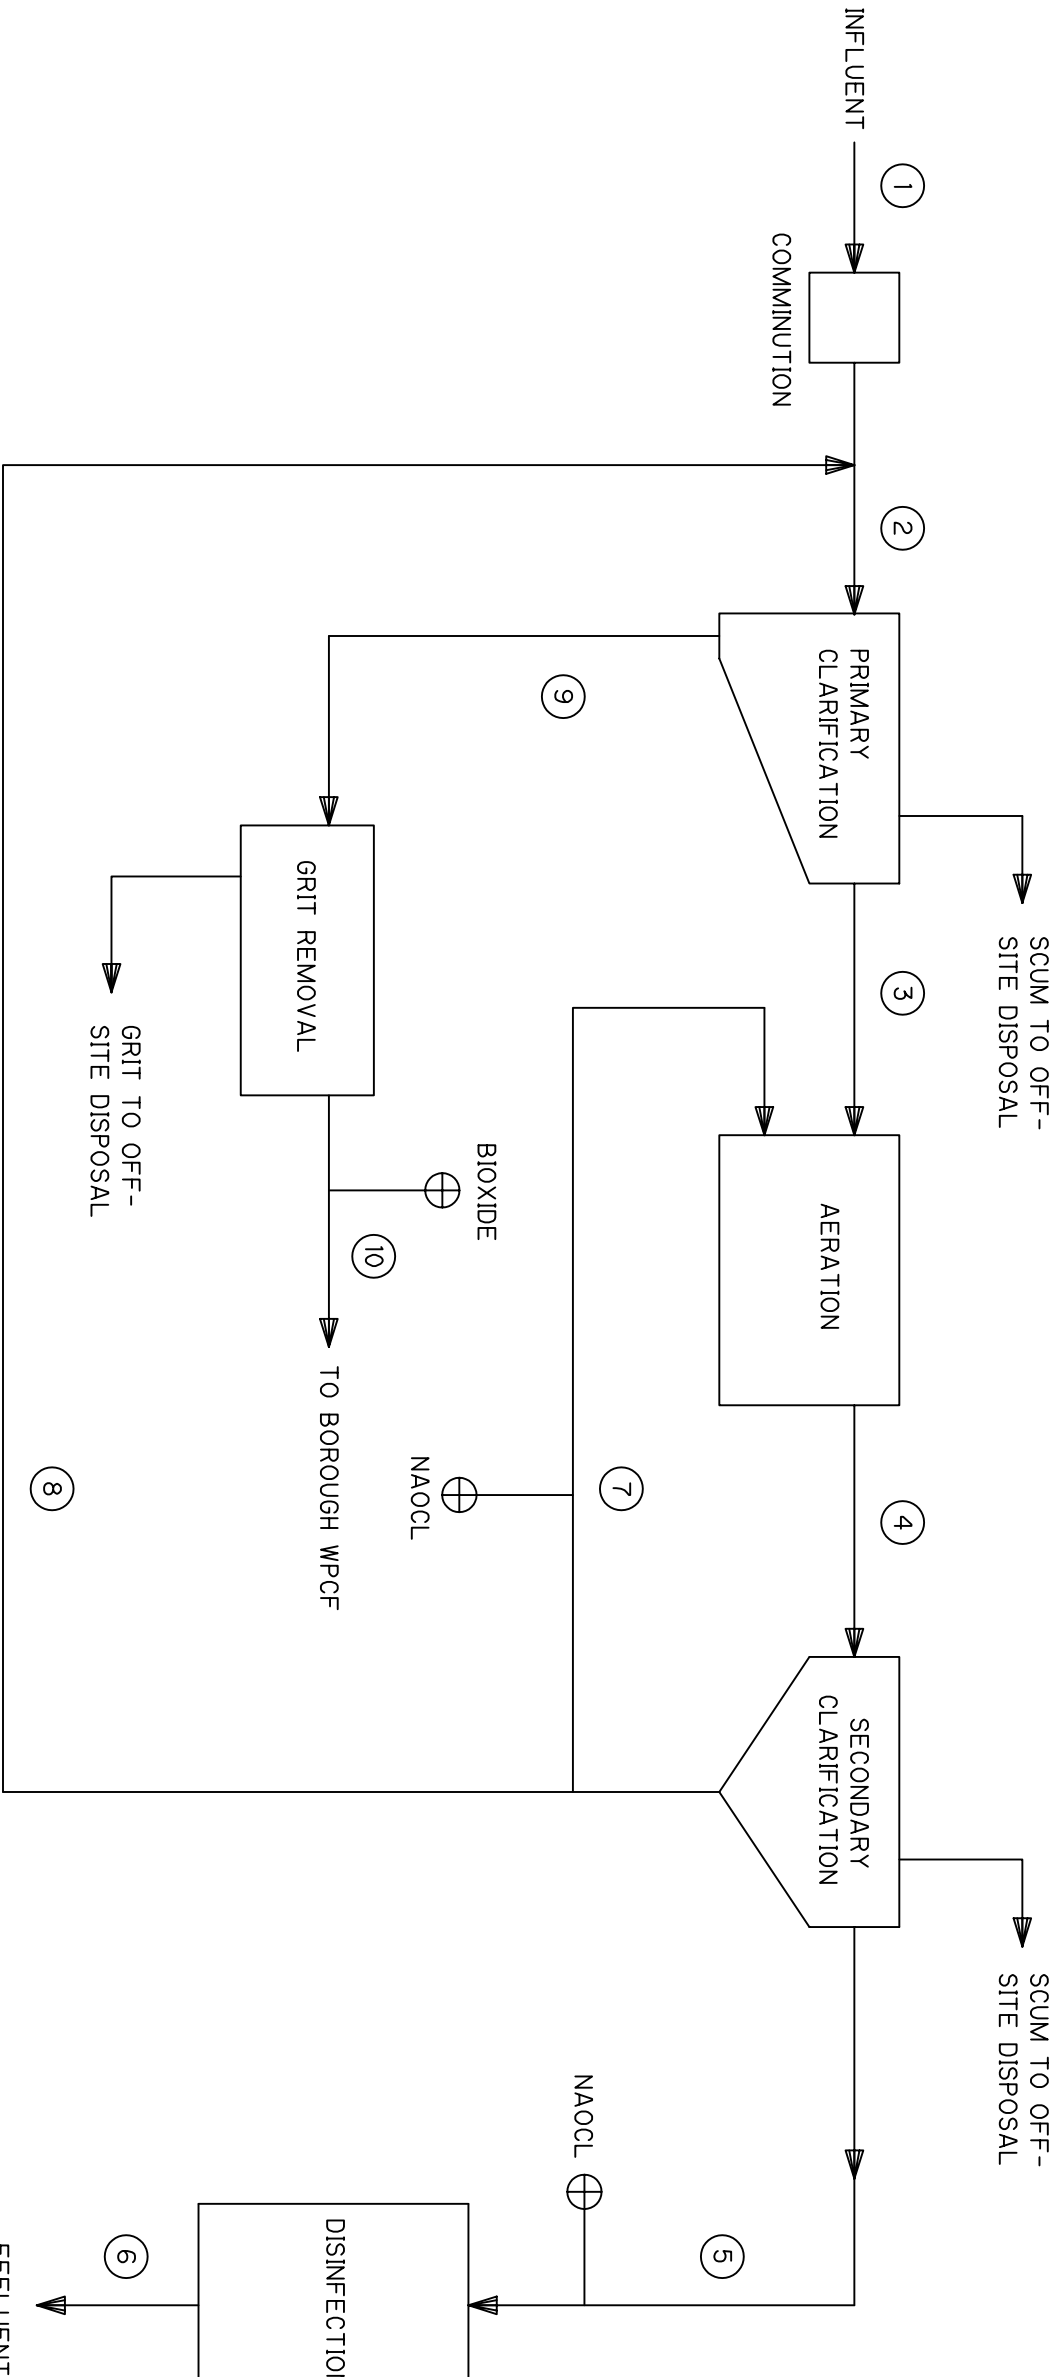 SCUM TO OFF-
SITE DISPOSAL
SCUM TO OFF-
SITE DISPOSAL
1
2
3
4
INFLUENT
COMMINUTION
PRIMARY
CLARIFICATION
AERATION
SECONDARY
CLARIFICATION
5
7
9
NAOCL
BIOXIDE
NAOCL
10
GRIT REMOVAL
TO BOROUGH WPCF
DISINFECTION
GRIT TO OFF-
SITE DISPOSAL
6
8
EFFLUENT